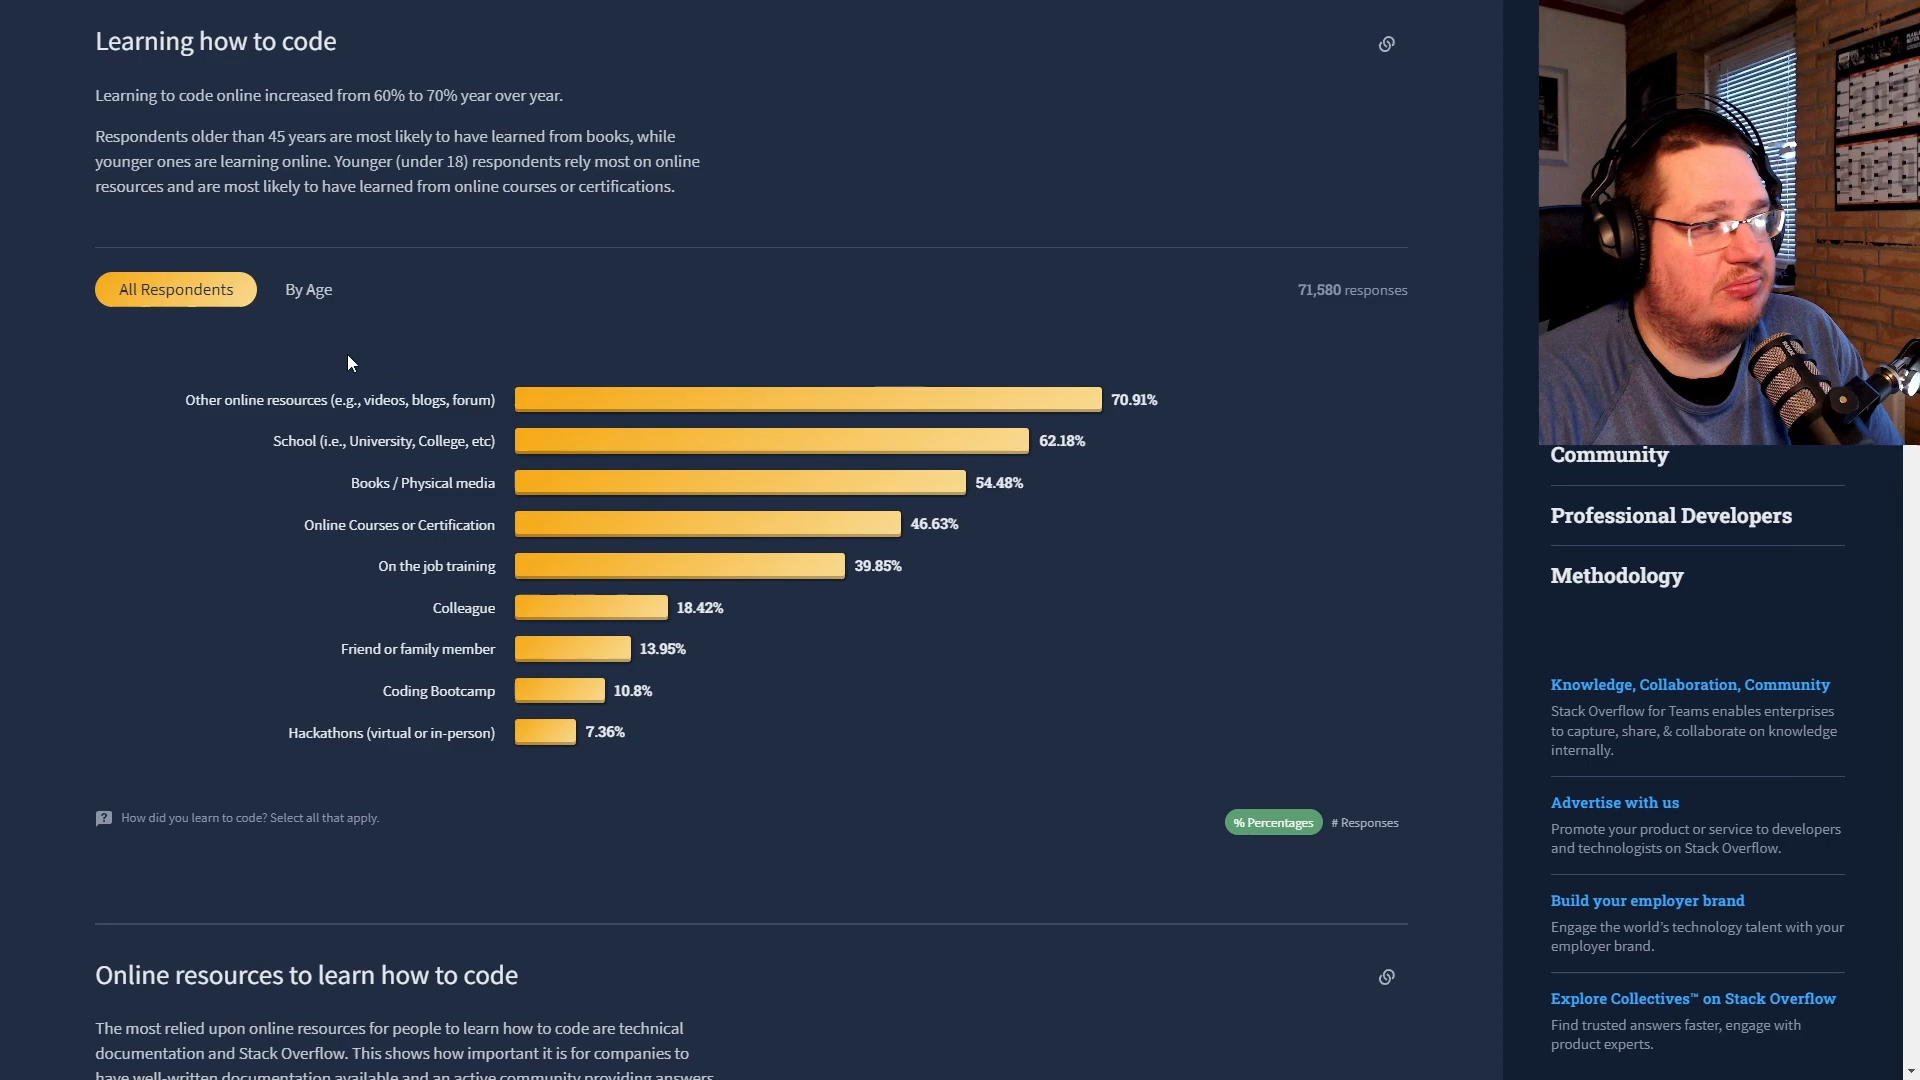 Learning how to code
Learning to code online increased from 60% to 70% year over year.
Respondents older than 45 years are most likely to have learned from books, while
younger ones are learning online. Younger (under 18) respondents rely most on online
resources and are most likely to have learned from online courses or certifications.
All Respondents
By Age
71,580 responses
Other online resources (e.g., videos, blogs, forum) 70.91%
School (i.e., University, College, etc) 62.18%
Books / Physical media 54.48%
Online Courses or Certification 46.63%
On the job training 39.85%
Colleague 18.42%
Friend or family member 13.95%
Coding Bootcamp 10.8%
Hackathons (virtual or in-person) 7.36%
? How did you learn to code? Select all that apply.
% Percentages
# Responses
Online resources to learn how to code
The most relied upon online resources for people to learn how to code are technical
documentation and Stack Overflow. This shows how important it is for companies to
have well-written documentation available and an active community providing answers
Community
Professional Developers
Methodology
Knowledge, Collaboration, Community
Stack Overflow for Teams enables enterprises
to capture, share, & collaborate on knowledge
internally.
Advertise with us
Promote your product or service to developers
and technologists on Stack Overflow.
Build your employer brand
Engage the world's technology talent with your
employer brand.
Explore Collectives™ on Stack Overflow
Find trusted answers faster, engage with
product experts.